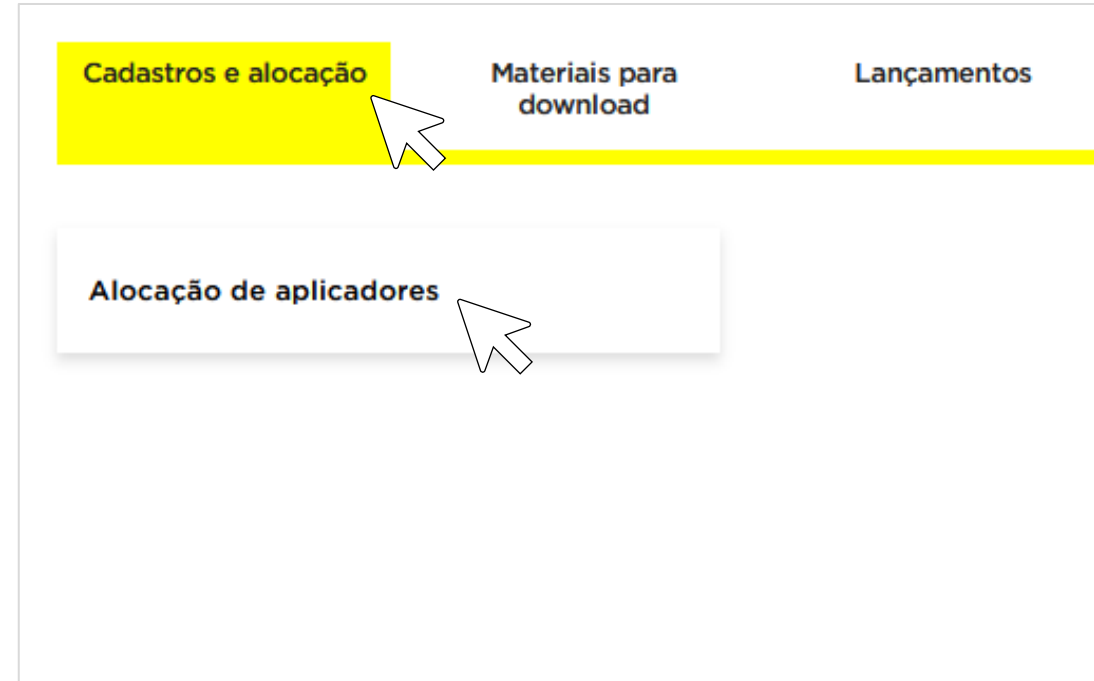 Cadastros e alocação
Materiais para
download
Lançamentos
Alocação de aplicadores